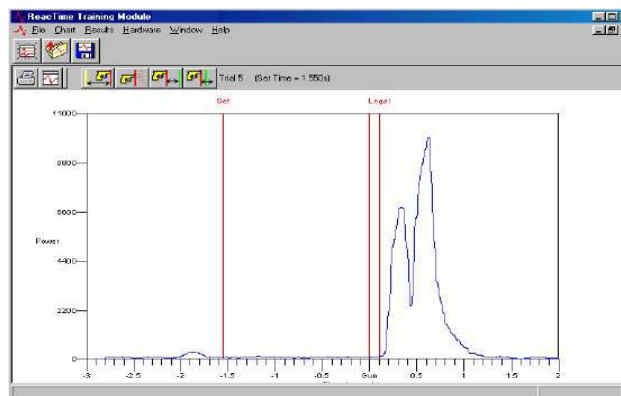 ReacTime Training Module
File Chart Results Hardware Window Help
Trial 5 (Set Time = 1.550s)
Set Legal
11000
8800
6600
Power
4400
2200
0
-3 -2.5 -2 -1.5 -1 -0.5 Gun 0.5 1 1.5 2